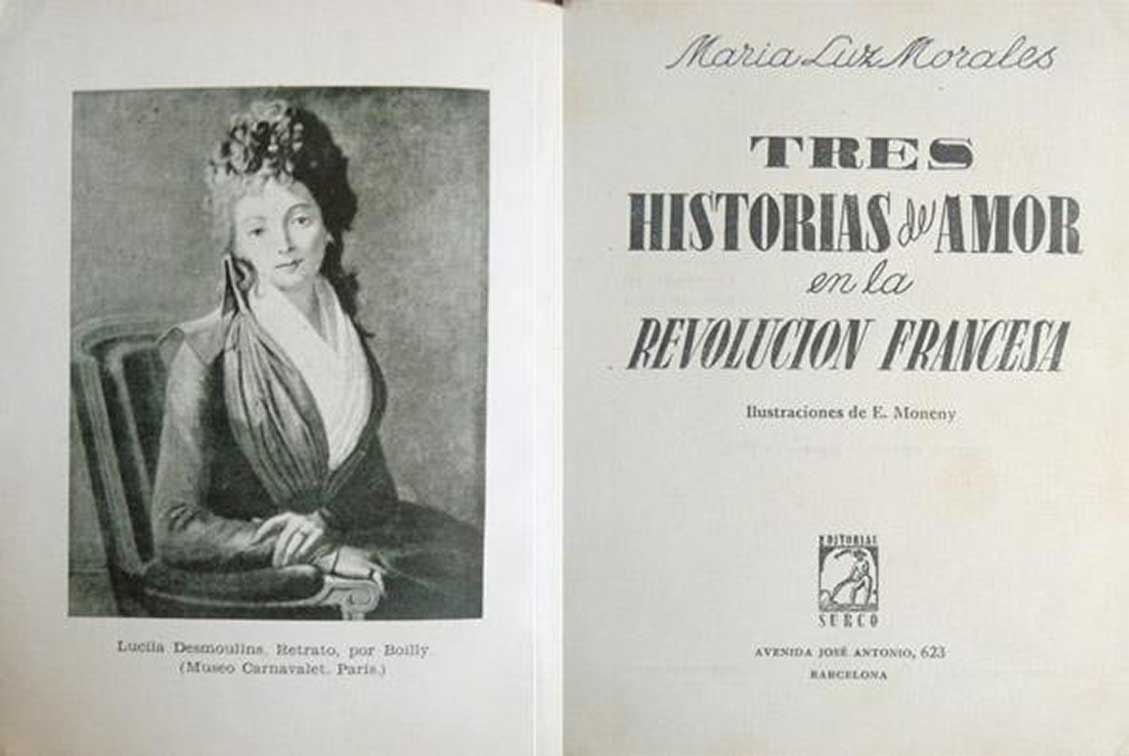 Lucila Desmoulins. Retrato, por Boilly.
(Museo Carnavalet. París.)
Maria Luz Morales
TRES
HISTORIAS de AMOR
en la
REVOLUCION FRANCESA
Ilustraciones de E. Moneny
EDITORIAL
SURCO
AVENIDA JOSÉ ANTONIO, 623
BARCELONA